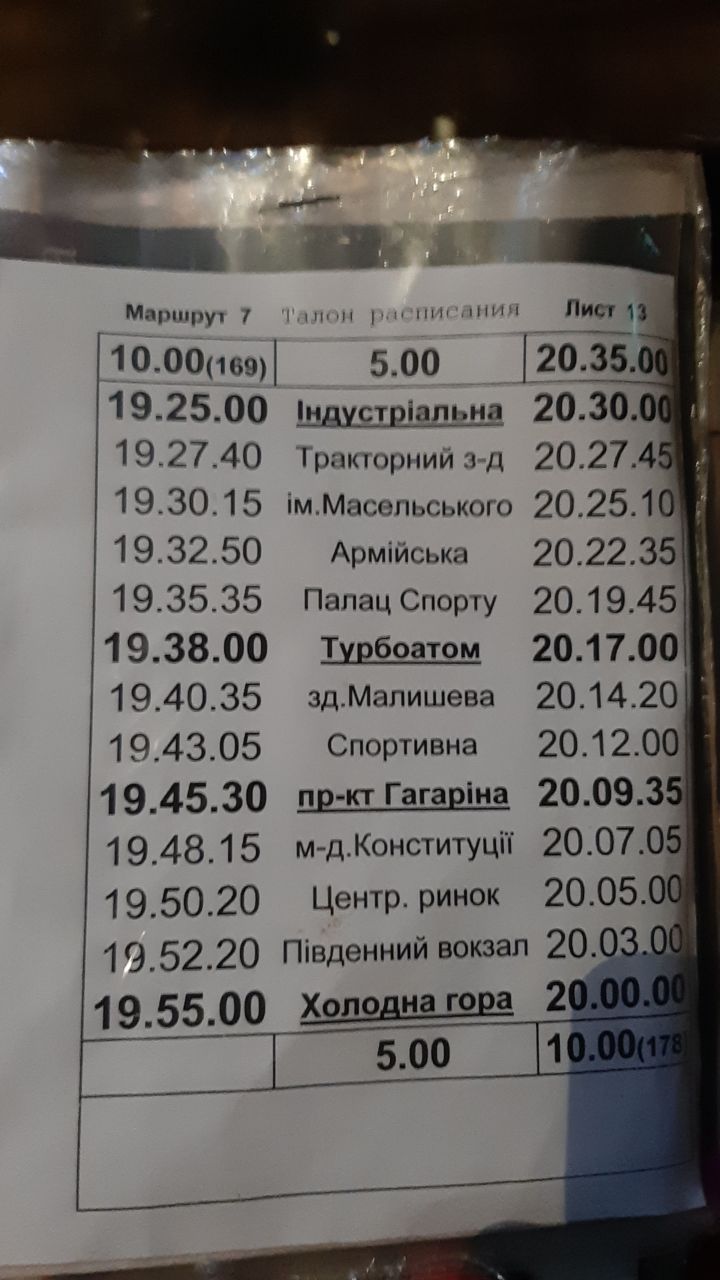 Маршрут 7 Талон расписания Лист 13
10.00(169) 5.00 20.35.00
19.25.00 Індустріальна 20.30.00
19.27.40 Тракторний з-д 20.27.45
19.30.15 ім.Масельського 20.25.10
19.32.50 Армійська 20.22.35
19.35.35 Палац Спорту 20.19.45
19.38.00 Турбоатом 20.17.00
19.40.35 зд.Малишева 20.14.20
19.43.05 Спортивна 20.12.00
19.45.30 пр-кт Гагаріна 20.09.35
19.48.15 м-д.Конституції 20.07.05
19.50.20 Центр. ринок 20.05.00
19.52.20 Південний вокзал 20.03.00
19.55.00 Холодна гора 20.00.00
5.00 10.00(178